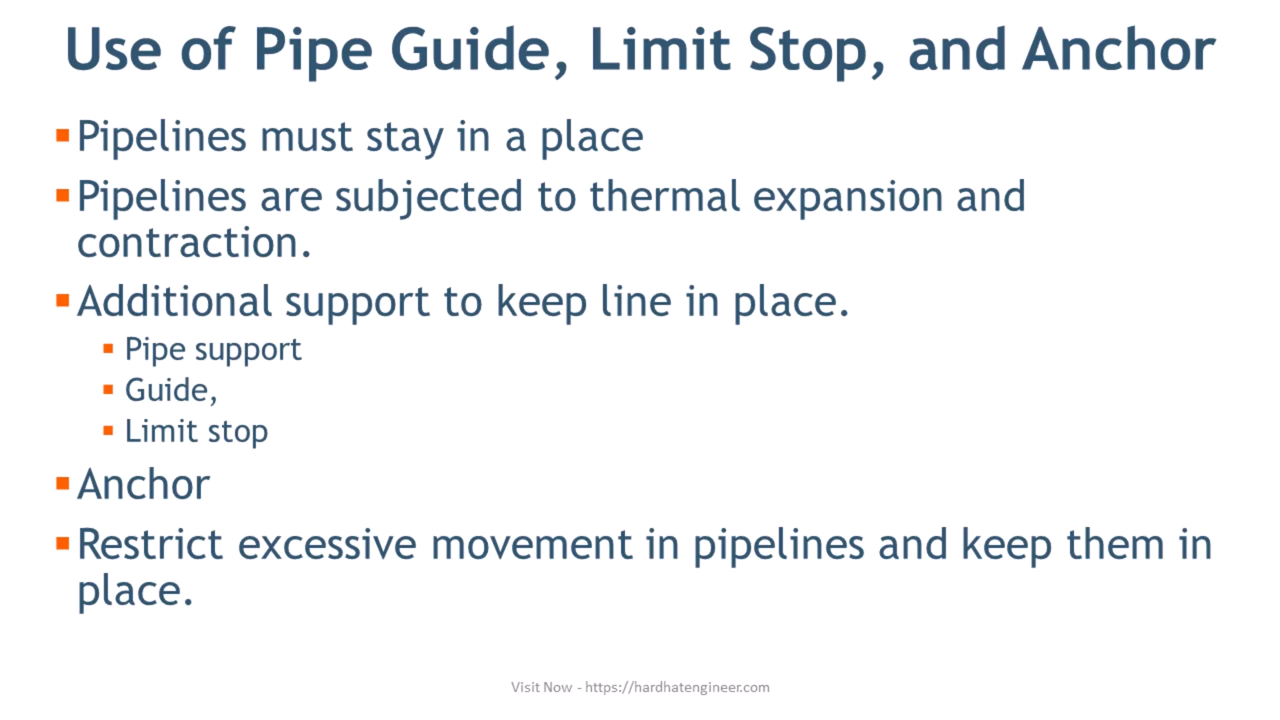 Use of Pipe Guide, Limit Stop, and Anchor
Pipelines must stay in a place
Pipelines are subjected to thermal expansion and
contraction.
Additional support to keep line in place.
Pipe support
Guide,
Limit stop
Anchor
Restrict excessive movement in pipelines and keep them in
place.
Visit Now - https://hardhatengineer.com